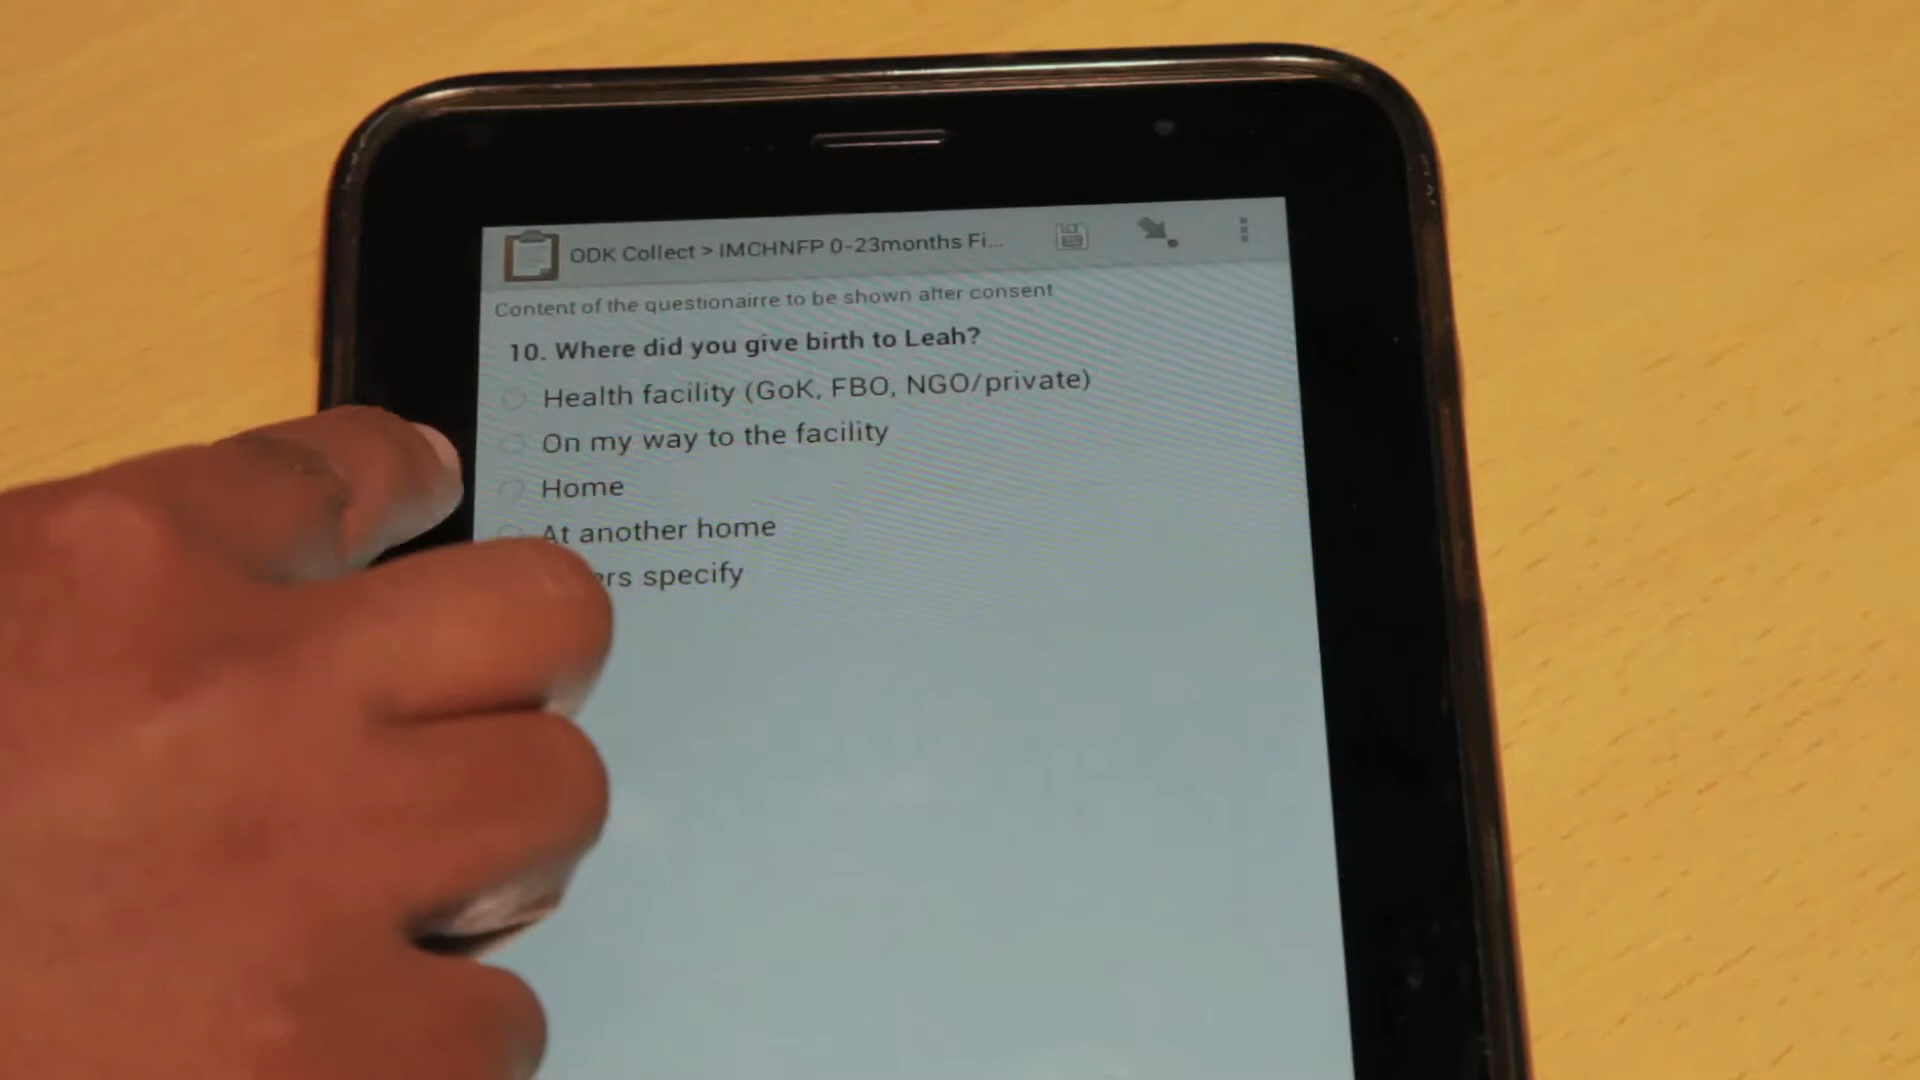 ODK Collect > IMCHNFP 0-23months Fi...
Content of the questionairre to be shown after consent
10. Where did you give birth to Leah?
Health facility (GoK, FBO, NGO/private)
On my way to the facility
Home
At another home
ers specify